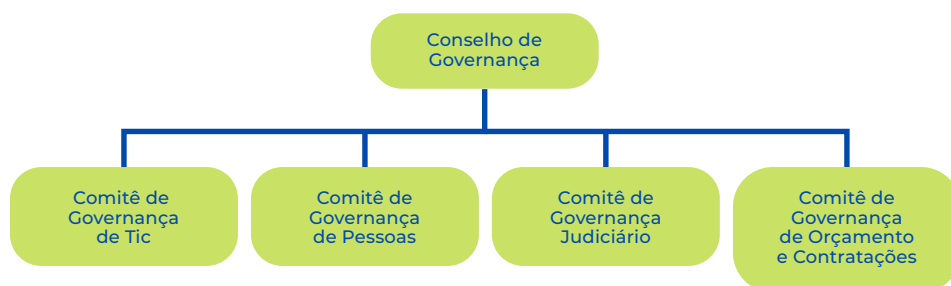 Conselho de
Governança
Comitê de
Governança
de Tic
Comitê de
Governança
de Pessoas
Comitê de
Governança
Judiciário
Comitê de
Governança
de Orçamento
e Contratações